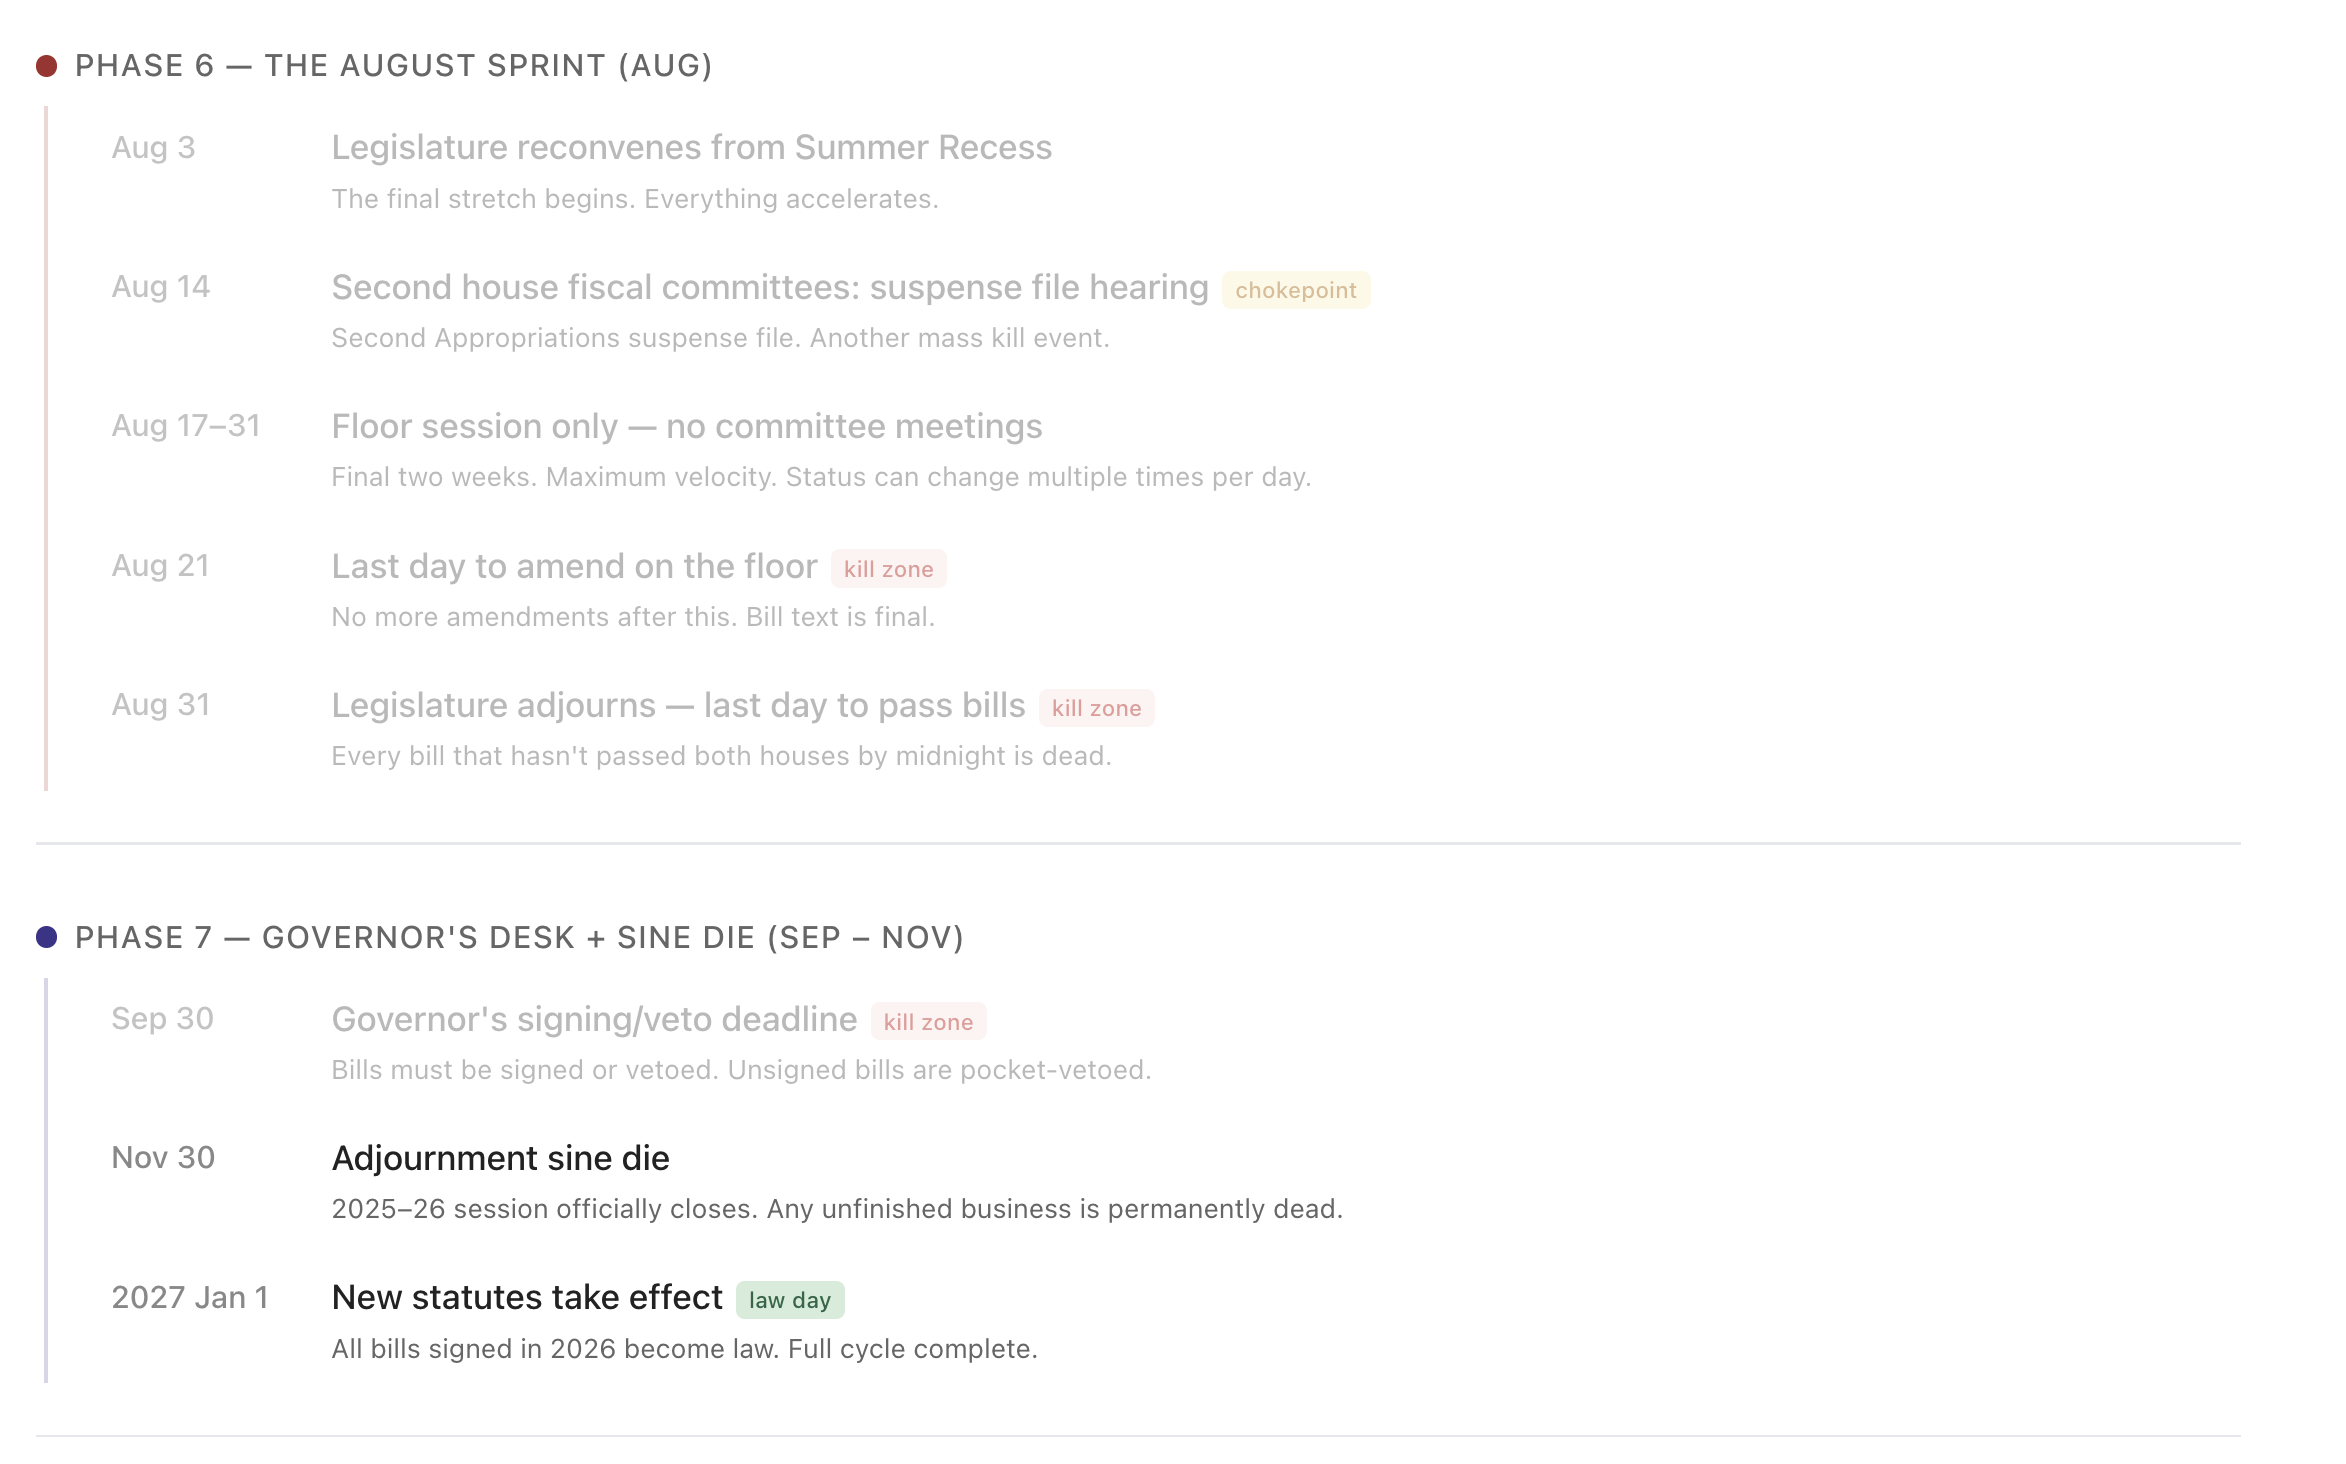 PHASE 6 — THE AUGUST SPRINT (AUG)
Aug 3 Legislature reconvenes from Summer Recess
The final stretch begins. Everything accelerates.
Aug 14 Second house fiscal committees: suspense file hearing chokepoint
Second Appropriations suspense file. Another mass kill event.
Aug 17–31 Floor session only — no committee meetings
Final two weeks. Maximum velocity. Status can change multiple times per day.
Aug 21 Last day to amend on the floor kill zone
No more amendments after this. Bill text is final.
Aug 31 Legislature adjourns — last day to pass bills kill zone
Every bill that hasn't passed both houses by midnight is dead.
PHASE 7 — GOVERNOR'S DESK + SINE DIE (SEP – NOV)
Sep 30 Governor's signing/veto deadline kill zone
Bills must be signed or vetoed. Unsigned bills are pocket-vetoed.
Nov 30 Adjournment sine die
2025–26 session officially closes. Any unfinished business is permanently dead.
2027 Jan 1 New statutes take effect law day
All bills signed in 2026 become law. Full cycle complete.